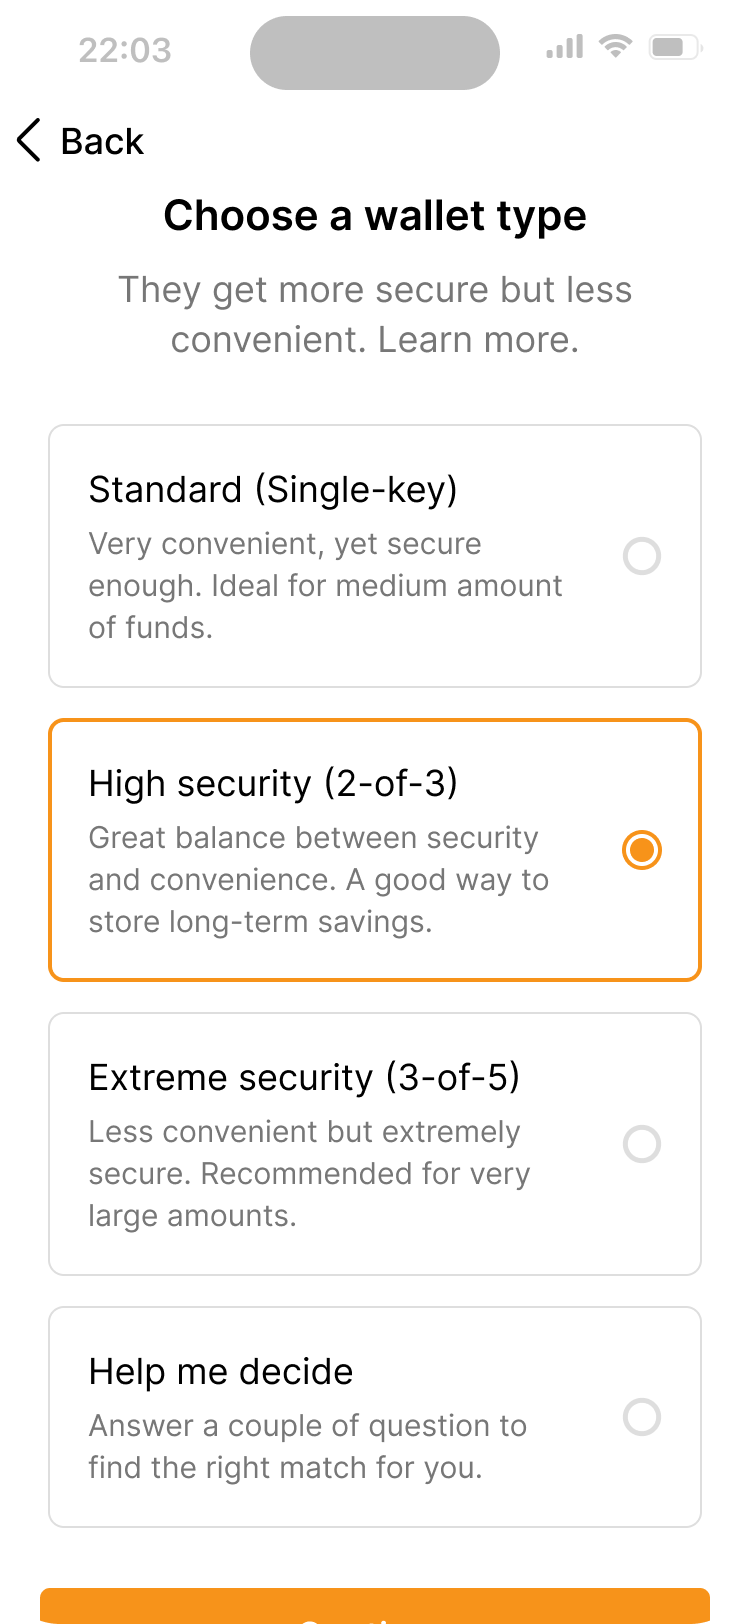 22:03
Back
Choose a wallet type
They get more secure but less
convenient. Learn more.
Standard (Single-key)
Very convenient, yet secure
enough. Ideal for medium amount
of funds.
High security (2-of-3)
Great balance between security
and convenience. A good way to
store long-term savings.
Extreme security (3-of-5)
Less convenient but extremely
secure. Recommended for very
large amounts.
Help me decide
Answer a couple of question to
find the right match for you.